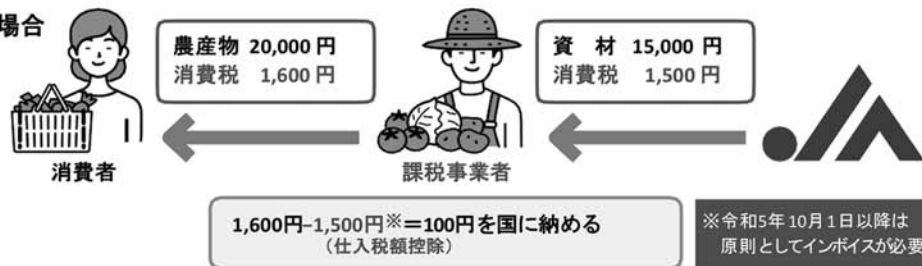 場合
農産物 20,000 円
消費税 1,600 円
資 材 15,000 円
消費税 1,500 円
消費者
課税事業者
1,600円−1,500円※＝100円を国に納める
（仕入税額控除）
※令和5年10月1日以降は
原則としてインボイスが必要